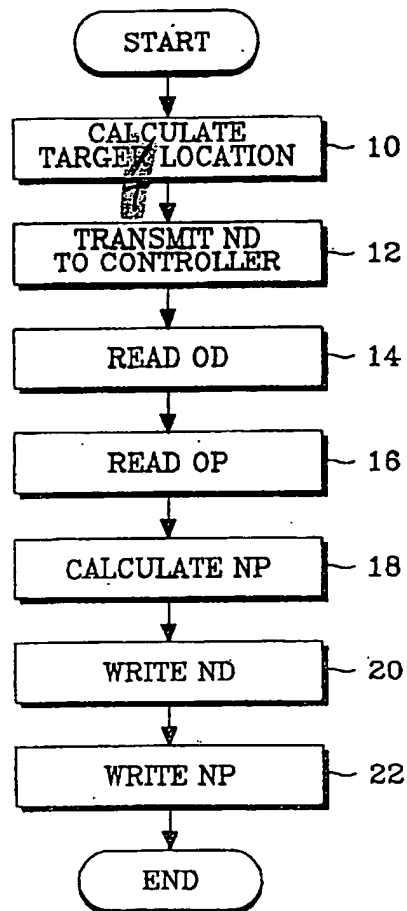 START
CALCULATE
TARGET LOCATION
10
TRANSMIT ND
TO CONTROLLER
12
READ OD
14
READ OP
16
CALCULATE NP
18
WRITE ND
20
WRITE NP
22
END